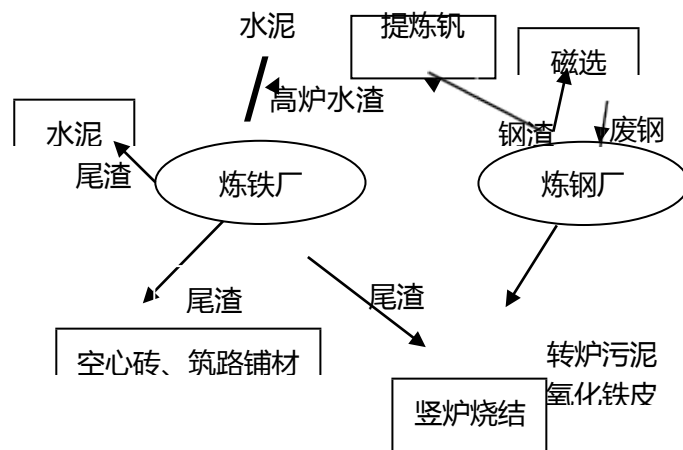 水泥
提炼钒
磁选
高炉水渣
水泥
钢渣
废钢
尾渣
炼铁厂
炼钢厂
尾渣
尾渣
空心砖、筑路铺材
转炉污泥
氧化铁皮
竖炉烧结